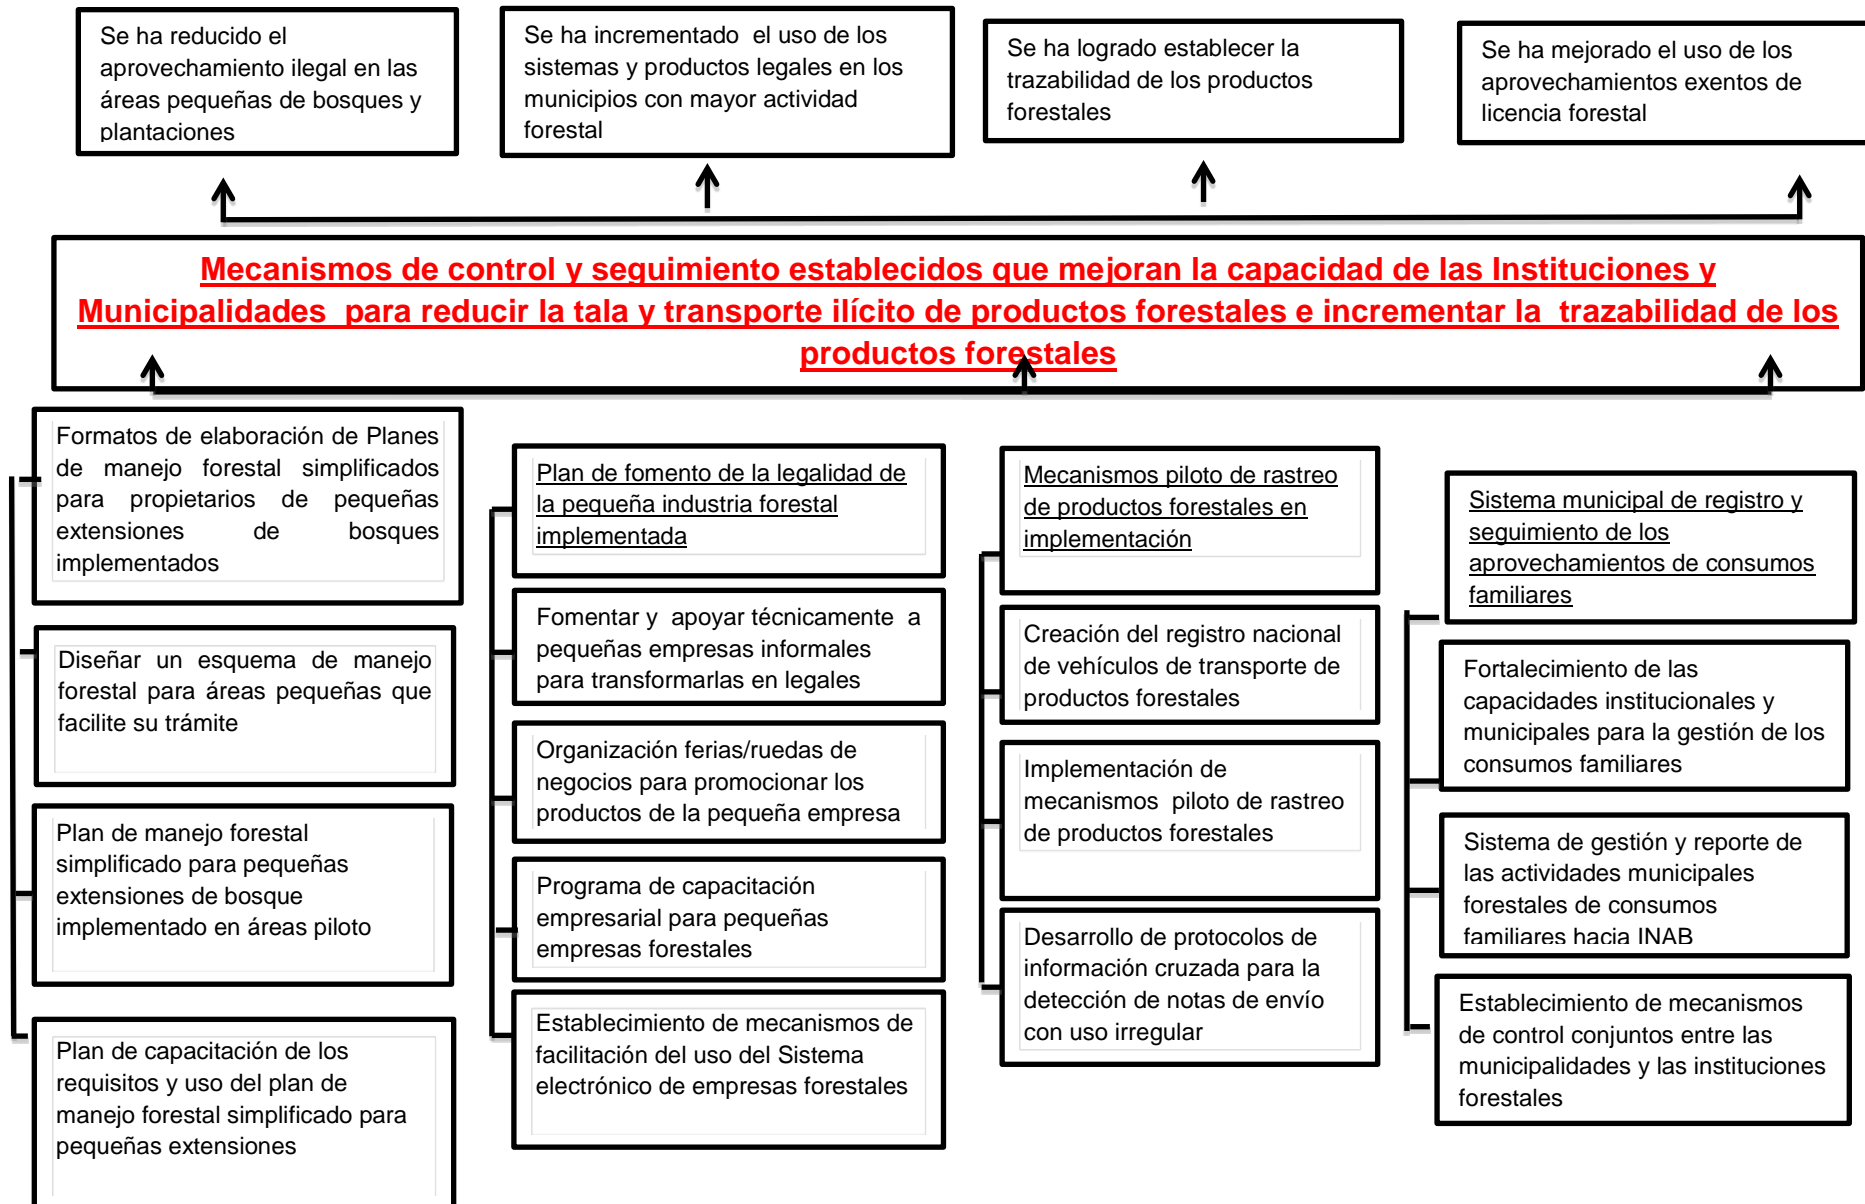 Se ha reducido el
aprovechamiento ilegal en las
áreas pequeñas de bosques y
plantaciones
Se ha incrementado el uso de los
sistemas y productos legales en los
municipios con mayor actividad
forestal
Se ha logrado establecer la
trazabilidad de los productos
forestales
Se ha mejorado el uso de los
aprovechamientos exentos de
licencia forestal
Mecanismos de control y seguimiento establecidos que mejoran la capacidad de las Instituciones y
Municipalidades para reducir la tala y transporte ilícito de productos forestales e incrementar la trazabilidad de los
productos forestales
Formatos de elaboración de Planes
de manejo forestal simplificados
para propietarios de pequeñas
extensiones de bosques
implementados
Diseñar un esquema de manejo
forestal para áreas pequeñas que
facilite su trámite
Plan de manejo forestal
simplificado para pequeñas
extensiones de bosque
implementado en áreas piloto
Plan de capacitación de los
requisitos y uso del plan de
manejo forestal simplificado para
pequeñas extensiones
Plan de fomento de la legalidad de
la pequeña industria forestal
implementada
Fomentar y apoyar técnicamente a
pequeñas empresas informales
para transformarlas en legales
Organización ferias/ruedas de
negocios para promocionar los
productos de la pequeña empresa
Programa de capacitación
empresarial para pequeñas
empresas forestales
Establecimiento de mecanismos de
facilitación del uso del Sistema
electrónico de empresas forestales
Mecanismos piloto de rastreo
de productos forestales en
implementación
Creación del registro nacional
de vehículos de transporte de
productos forestales
Implementación de
mecanismos piloto de rastreo
de productos forestales
Desarrollo de protocolos de
información cruzada para la
detección de notas de envío
con uso irregular
Sistema municipal de registro y
seguimiento de los
aprovechamientos de consumos
familiares
Fortalecimiento de las
capacidades institucionales y
municipales para la gestión de los
consumos familiares
Sistema de gestión y reporte de
las actividades municipales
forestales de consumos
familiares hacia INAB
Establecimiento de mecanismos
de control conjuntos entre las
municipalidades y las instituciones
forestales